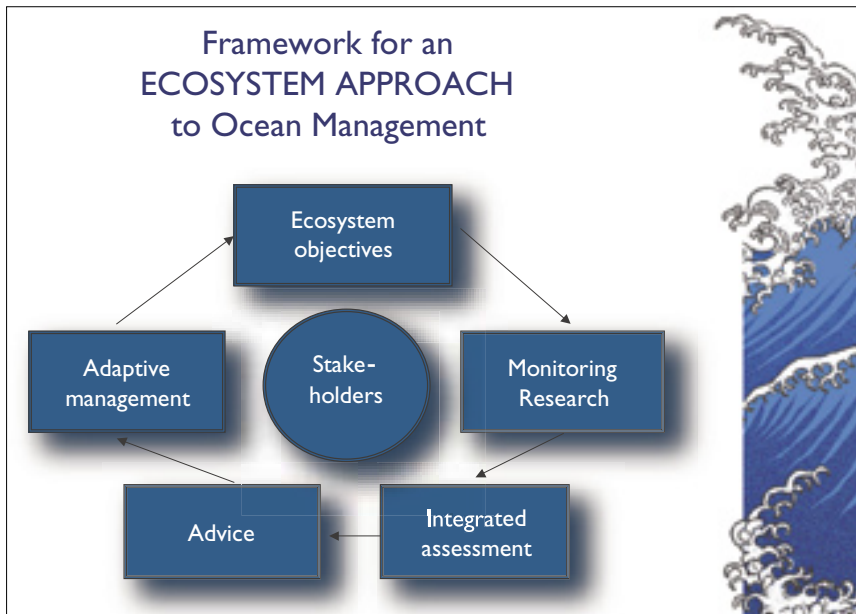 Framework for an
ECOSYSTEM APPROACH
to Ocean Management
Ecosystem
objectives
Stake-
holders
Adaptive
management
Monitoring
Research
Advice
Integrated
assessment